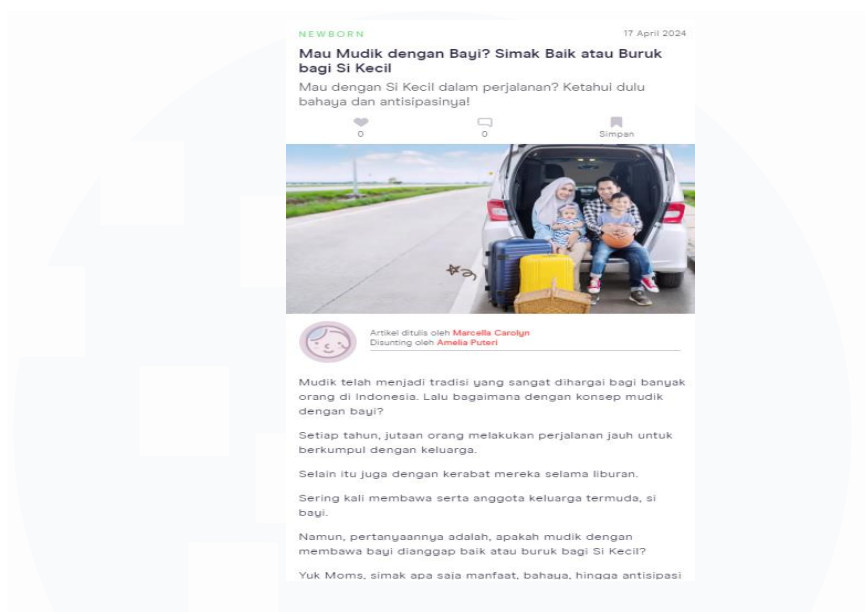 NEWBORN
17 April 2024
Mau Mudik dengan Bayi? Simak Baik atau Buruk
bagi Si Kecil
Mau dengan Si Kecil dalam perjalanan? Ketahui dulu
bahaya dan antisipasinya!
0
0
Simpan
Artikel ditulis oleh Marcella Carolyn
Disunting oleh Amelia Puteri
Mudik telah menjadi tradisi yang sangat dihargai bagi banyak
orang di Indonesia. Lalu bagaimana dengan konsep mudik
dengan bayi?
Setiap tahun, jutaan orang melakukan perjalanan jauh untuk
berkumpul dengan keluarga.
Selain itu juga dengan kerabat mereka selama liburan.
Sering kali membawa serta anggota keluarga termuda, si
bayi.
Namun, pertanyaannya adalah, apakah mudik dengan
membawa bayi dianggap baik atau buruk bagi Si Kecil?
Yuk Moms, simak apa saja manfaat, bahaya, hingga antisipasi